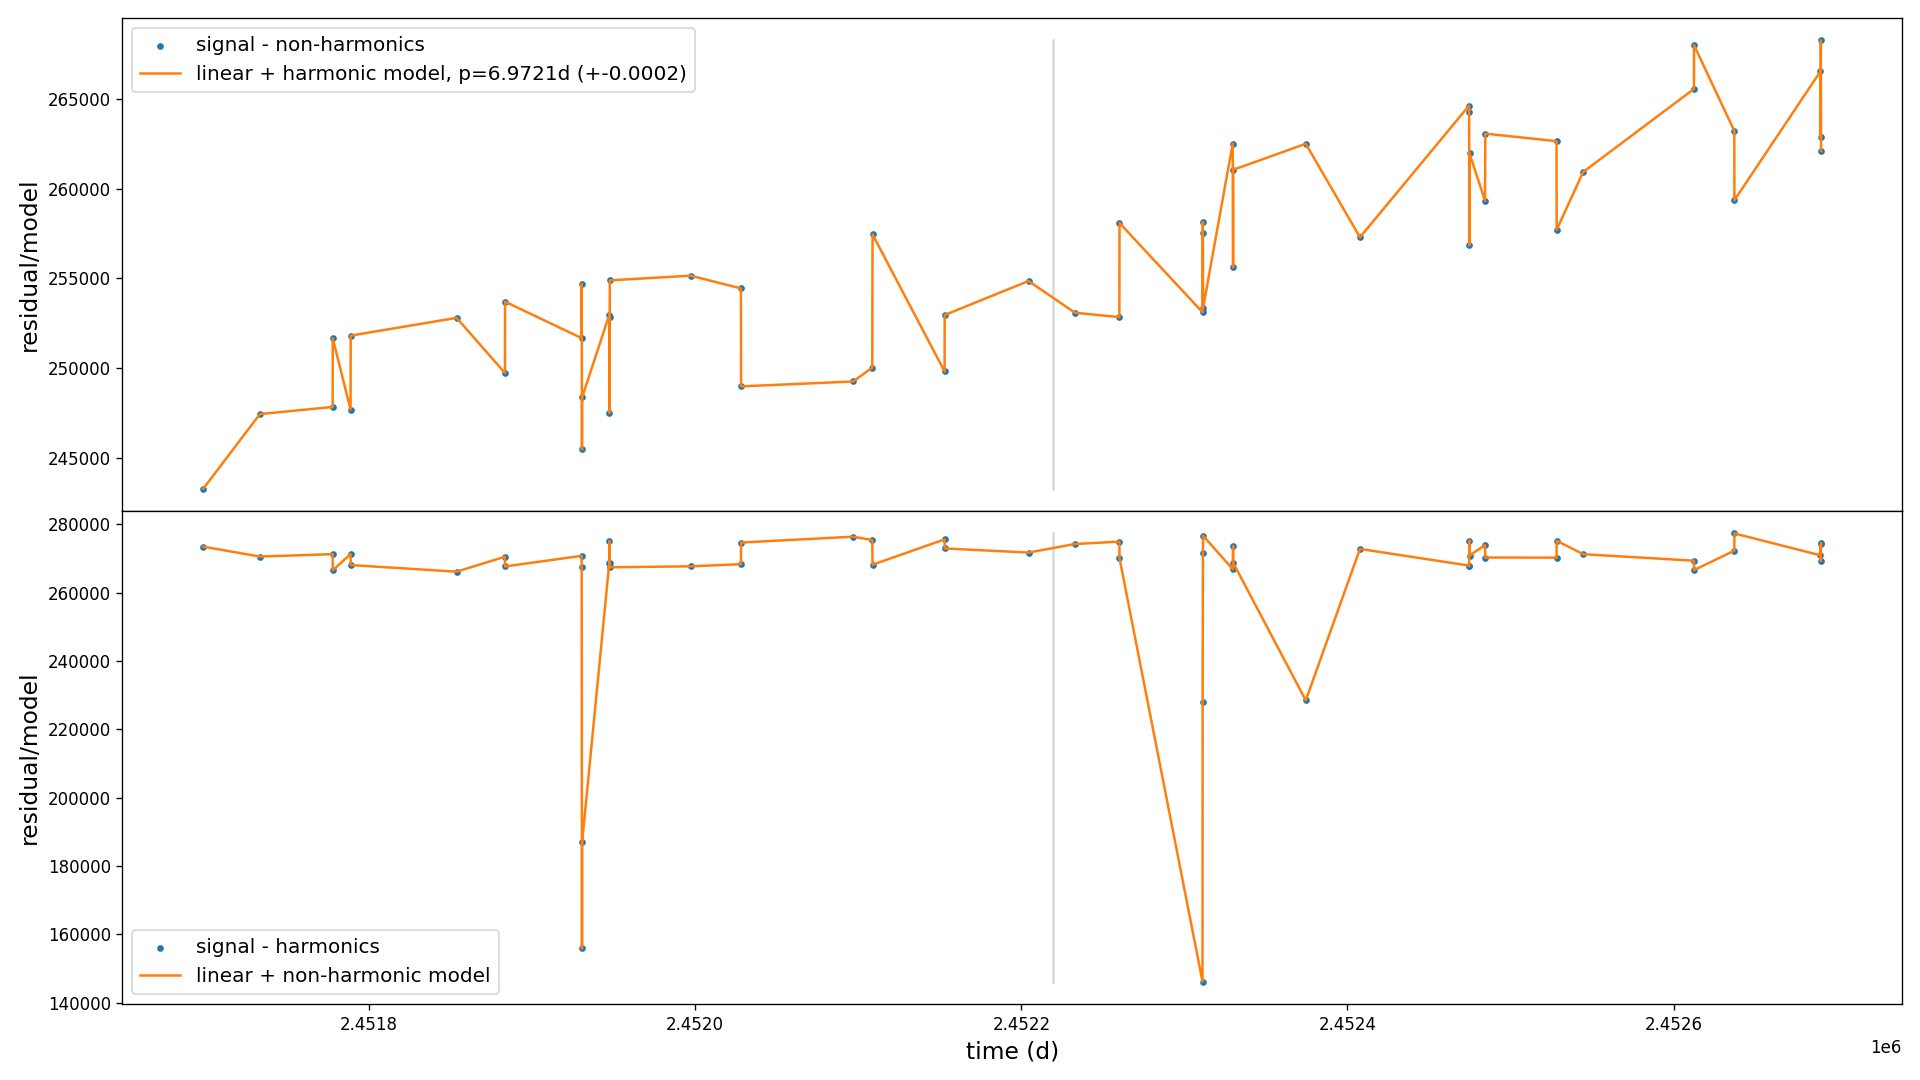 signal - non-harmonics
linear + harmonic model, p=6.9721d (+-0.0002)
265000
260000
255000
250000
245000
residual/model
280000
260000
240000
220000
200000
180000
160000
140000
residual/model
signal - harmonics
linear + non-harmonic model
2.4518 2.4520 2.4522 2.4524 2.4526
time (d)
1e6